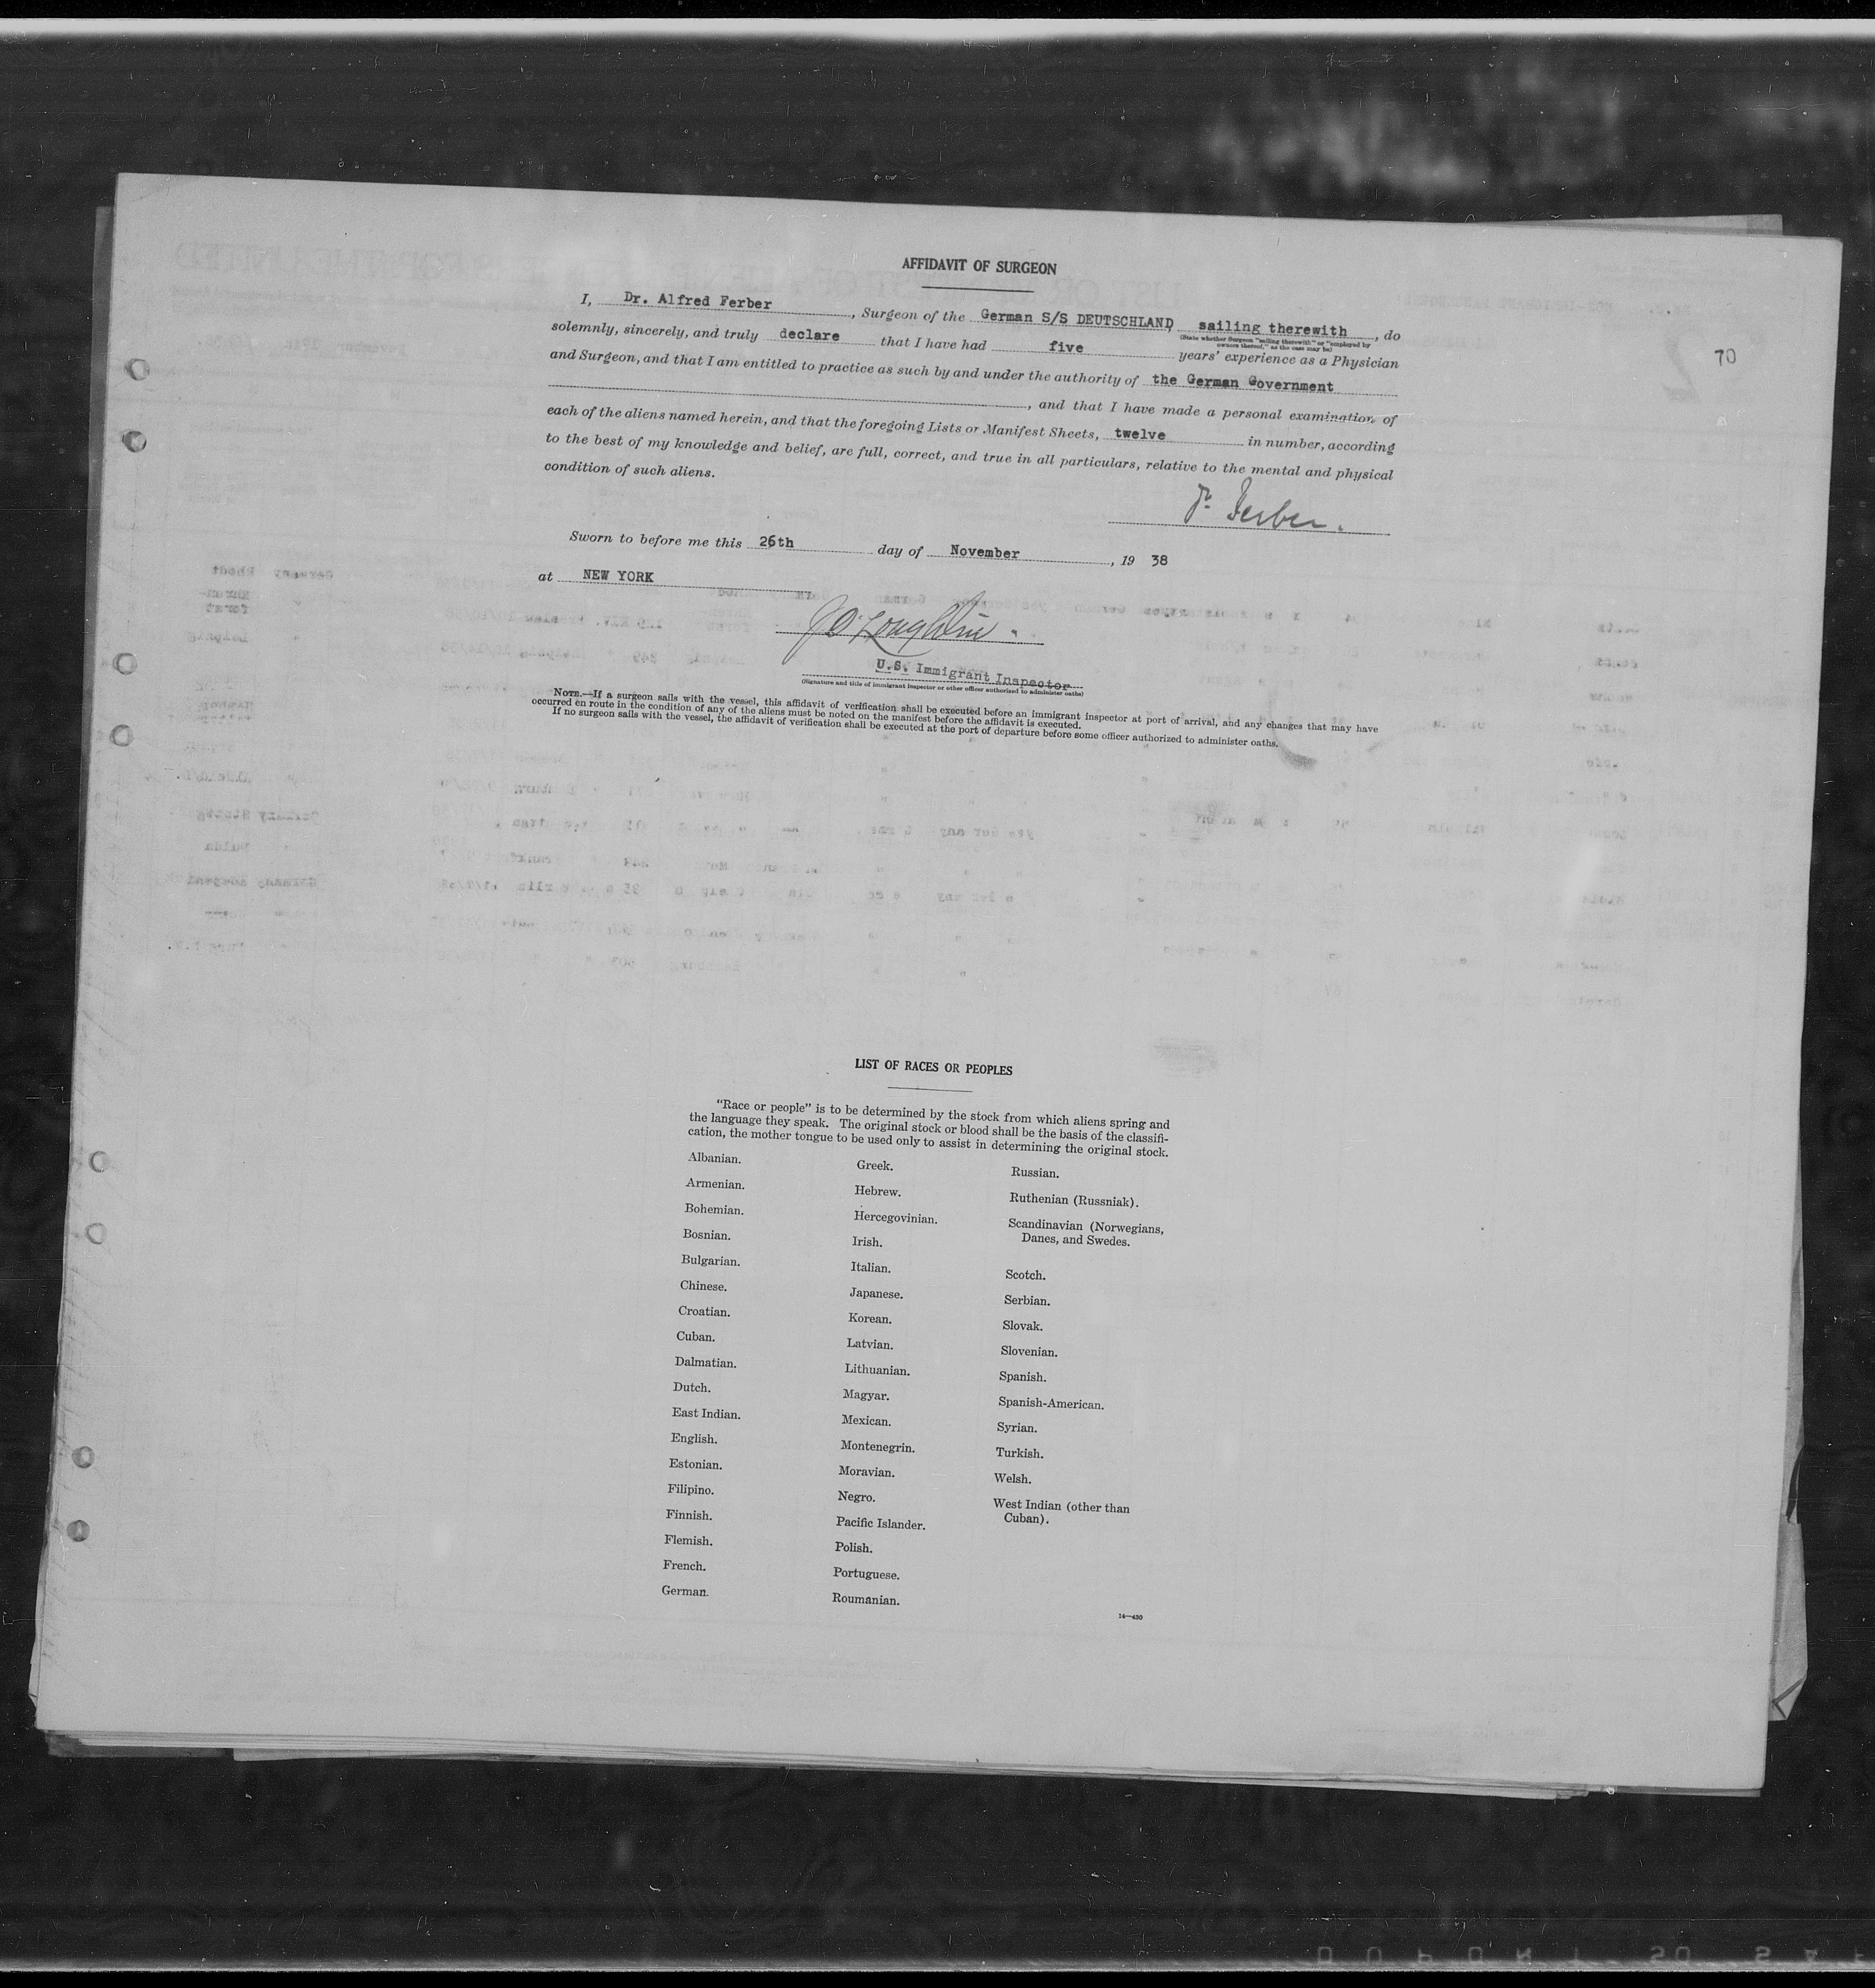 AFFIDAVIT OF SURGEON
I, Dr. Alfred Ferber, Surgeon of the German S/S DEUTSCHLAND, sailing therewith, do
(State whether Surgeon "sailing therewith" or "employed by
owners thereof," as the case may be)
solemnly, sincerely, and truly declare that I have had five years' experience as a Physician
and Surgeon, and that I am entitled to practice as such by and under the authority of the German Government
, and that I have made a personal examination of
each of the aliens named herein, and that the foregoing Lists or Manifest Sheets, twelve in number, according
to the best of my knowledge and belief, are full, correct, and true in all particulars, relative to the mental and physical
condition of such aliens.
Dr. Ferber.
Sworn to before me this 26th day of November, 19 38
at NEW YORK
U.S. Immigrant Inspector
(Signature and title of immigrant inspector or other officer authorized to administer oaths)
NOTE.—If a surgeon sails with the vessel, this affidavit of verification shall be executed before an immigrant inspector at port of arrival, and any changes that may have
occurred en route in the condition of any of the aliens must be noted on the manifest before the affidavit is executed.
If no surgeon sails with the vessel, the affidavit of verification shall be executed at the port of departure before some officer authorized to administer oaths.
70
LIST OF RACES OR PEOPLES
"Race or people" is to be determined by the stock from which aliens spring and
the language they speak. The original stock or blood shall be the basis of the classifi-
cation, the mother tongue to be used only to assist in determining the original stock.
Albanian.
Armenian.
Bohemian.
Bosnian.
Bulgarian.
Chinese.
Croatian.
Cuban.
Dalmatian.
Dutch.
East Indian.
English.
Estonian.
Filipino.
Finnish.
Flemish.
French.
German.
Greek.
Hebrew.
Hercegovinian.
Irish.
Italian.
Japanese.
Korean.
Latvian.
Lithuanian.
Magyar.
Mexican.
Montenegrin.
Moravian.
Negro.
Pacific Islander.
Polish.
Portuguese.
Roumanian.
Russian.
Ruthenian (Russniak).
Scandinavian (Norwegians,
Danes, and Swedes.
Scotch.
Serbian.
Slovak.
Slovenian.
Spanish.
Spanish-American.
Syrian.
Turkish.
Welsh.
West Indian (other than
Cuban).
14—430